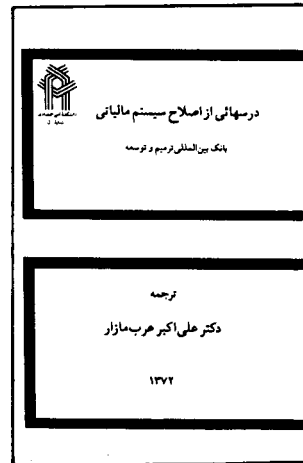 درسهائی از اصلاح سیستم مالیاتی
بانک بین‌المللی ترمیم و توسعه
ترجمه
دکتر علی‌اکبر عرب‌مازار
۱۳۷۲